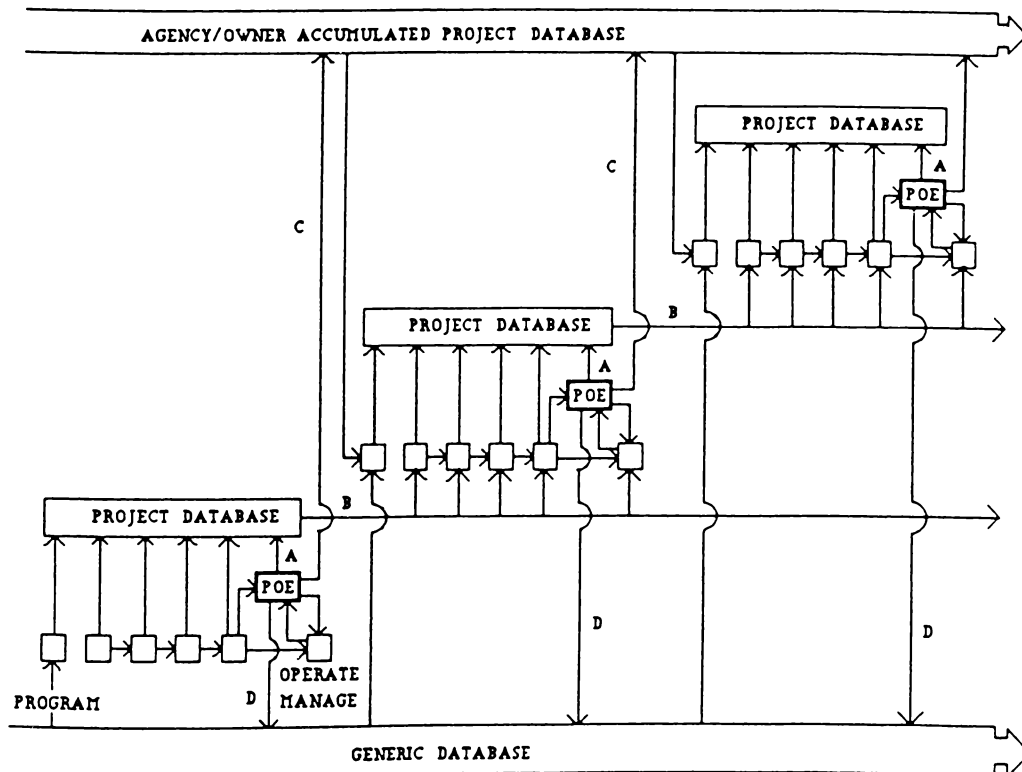 AGENCY/OWNER ACCUMULATED PROJECT DATABASE
PROJECT DATABASE
A
POE
C
C
B
PROJECT DATABASE
A
POE
B
PROJECT DATABASE
A
POE
D
D
OPERATE
MANAGE
PROGRAM
D
GENERIC DATABASE